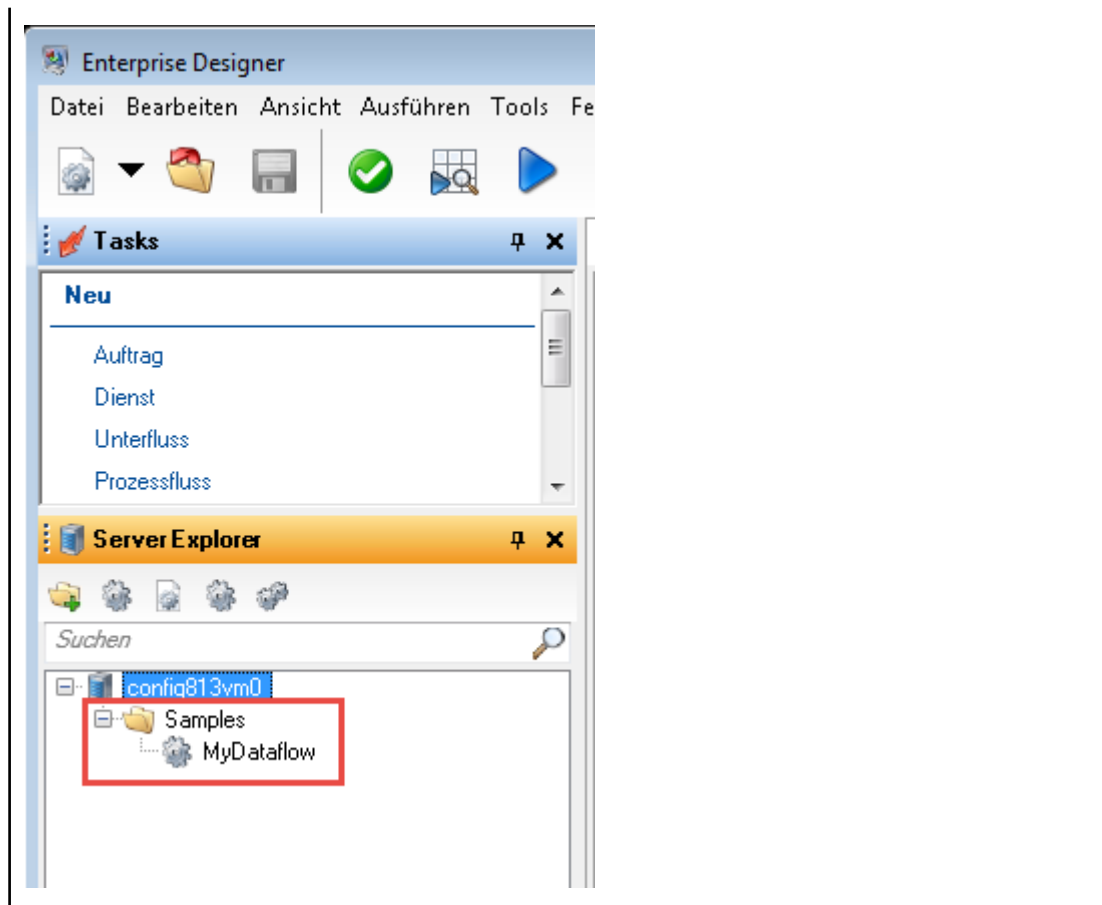 Enterprise Designer
Datei Bearbeiten Ansicht Ausführen Tools Fe
Tasks
Neu
Auftrag
Dienst
Unterfluss
Prozessfluss
Server Explorer
Suchen
config813vm0
Samples
MyDataflow